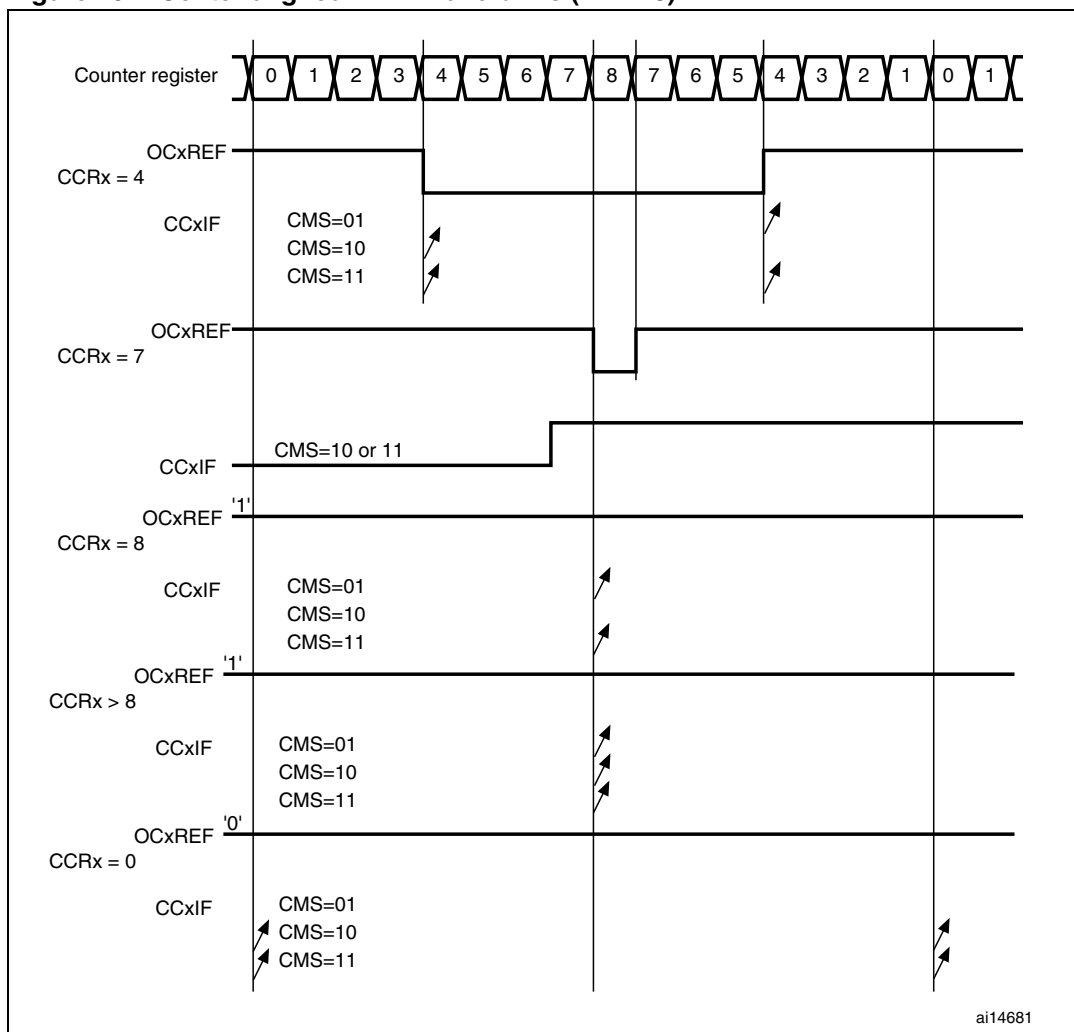 Counter register 0 1 2 3 4 5 6 7 8 7 6 5 4 3 2 1 0 1
OCxREF
CCRx = 4
CCxIF CMS=01
CMS=10
CMS=11
OCxREF
CCRx = 7
CMS=10 or 11
CCxIF
'1'
OCxREF
CCRx = 8
CCxIF CMS=01
CMS=10
CMS=11
'1'
OCxREF
CCRx > 8
CCxIF CMS=01
CMS=10
CMS=11
'0'
OCxREF
CCRx = 0
CCxIF CMS=01
CMS=10
CMS=11
ai14681